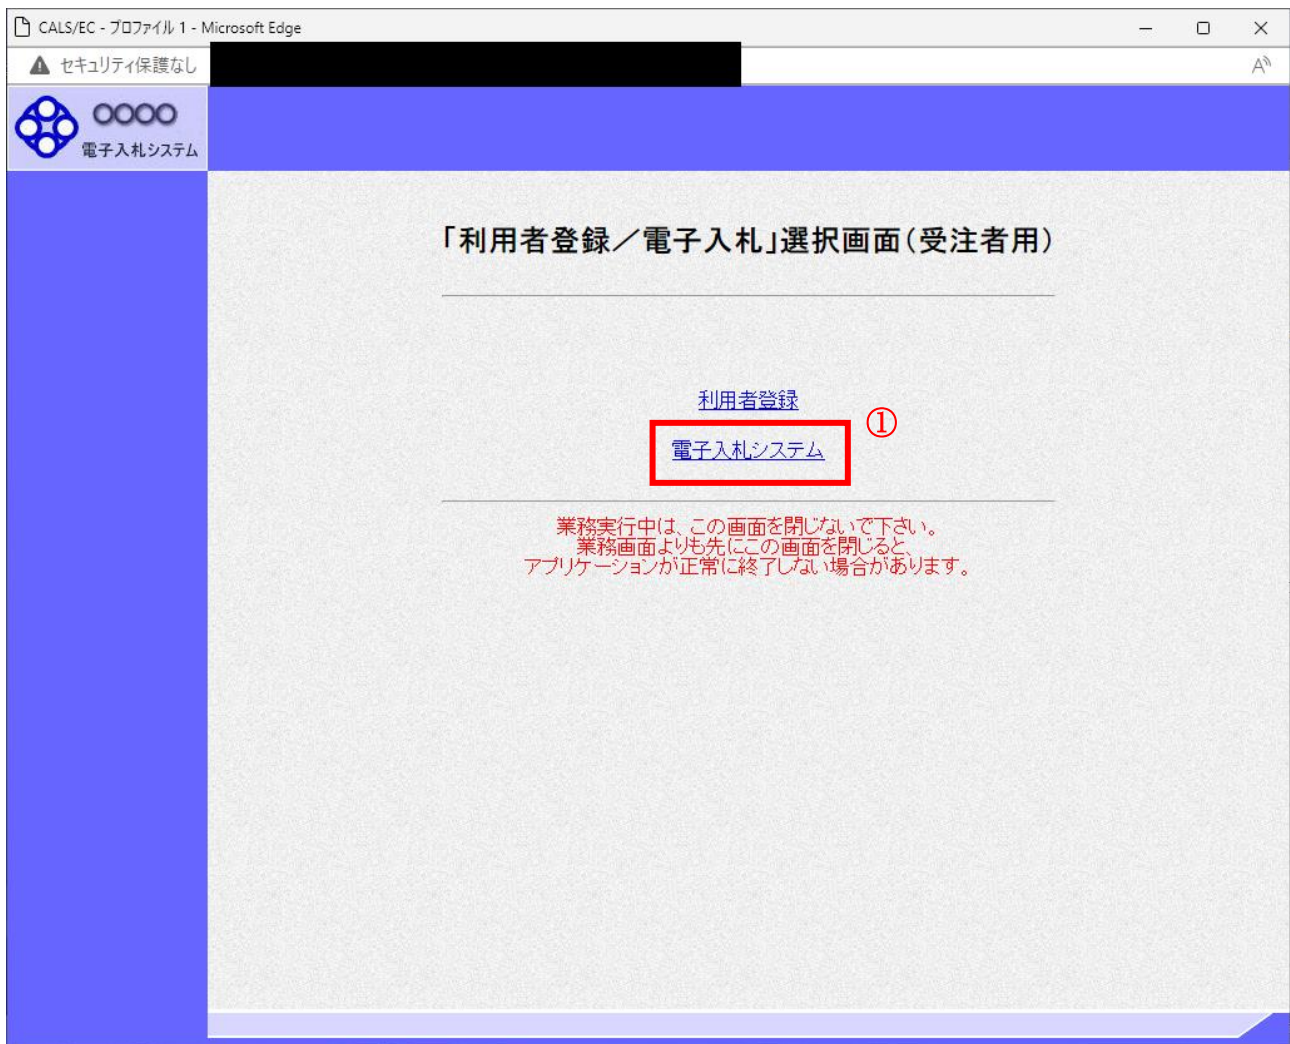 CALS/EC - プロファイル 1 - Microsoft Edge
セキュリティ保護なし
○○○○
電子入札システム
「利用者登録／電子入札」選択画面（受注者用）
利用者登録
①
電子入札システム
業務実行中は、この画面を閉じないで下さい。
業務画面よりも先にこの画面を閉じると、
アプリケーションが正常に終了しない場合があります。